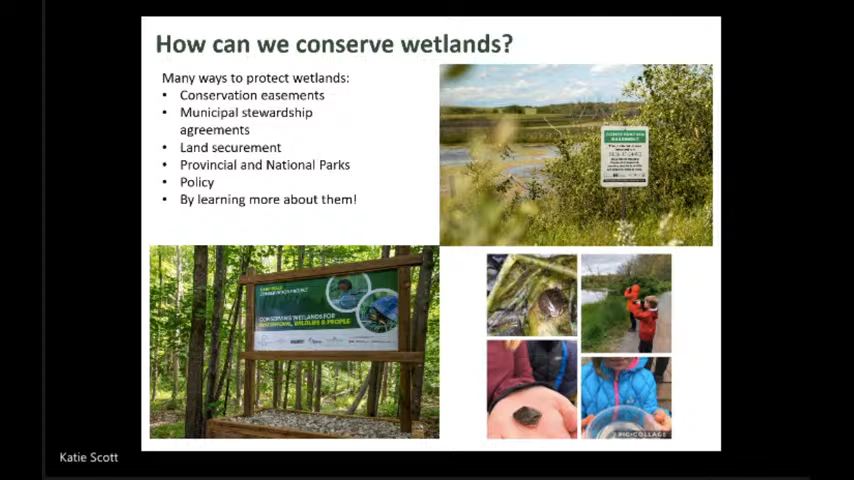 How can we conserve wetlands?
Many ways to protect wetlands:
• Conservation easements
• Municipal stewardship
agreements
• Land securement
• Provincial and National Parks
• Policy
• By learning more about them!
CONSERVING WETLANDS FOR
WATERFOWL, WILDLIFE & PEOPLE
PIC•COLLAGE
Katie Scott